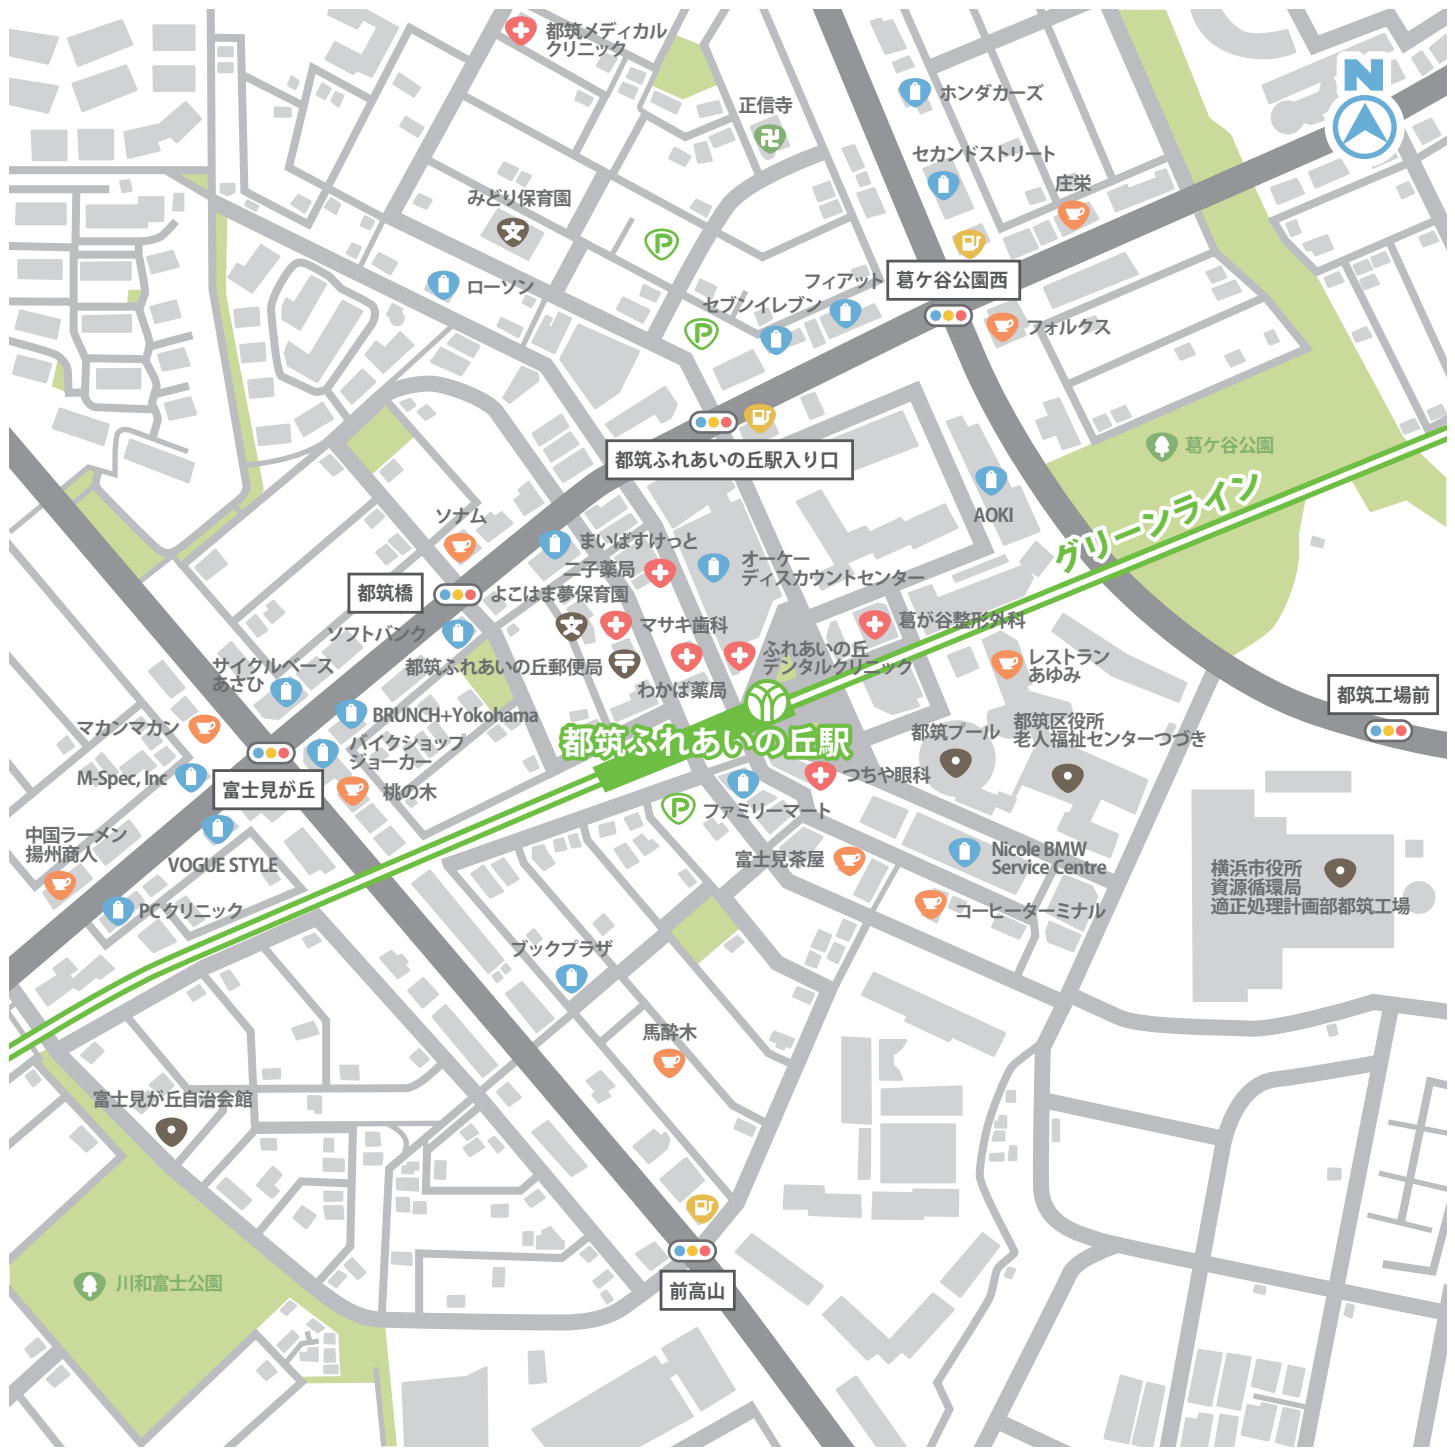 都筑メディカル
クリニック
N
ホンダカーズ
正信寺
卍
セカンドストリート
庄栄
みどり保育園
文
P
ローソン
フィアット
葛ケ谷公園西
セブンイレブン
P
フォルクス
葛ケ谷公園
都筑ふれあいの丘駅入り口
グリーンライン
AOKI
ソナム
まいばすけっと
二子薬局
オーケー
ディスカウントセンター
都筑橋
よこはま夢保育園
文
ソフトバンク
マサキ歯科
葛が谷整形外科
サイクルベース
あさひ
都筑ふれあいの丘郵便局
〒
わかば薬局
ふれあいの丘
デンタルクリニック
レストラン
あゆみ
都筑工場前
マカンマカン
BRUNCH+Yokohama
都筑ふれあいの丘駅
都筑プール
都筑区役所
老人福祉センターつづき
バイクショップ
ジョーカー
M-Spec, Inc
富士見が丘
桃の木
つちや眼科
P
ファミリーマート
中国ラーメン
揚州商人
VOGUE STYLE
富士見茶屋
Nicole BMW
Service Centre
横浜市役所
資源循環局
適正処理計画部都筑工場
PCクリニック
コーヒーターミナル
ブックプラザ
馬酔木
富士見が丘自治会館
川和富士公園
前高山